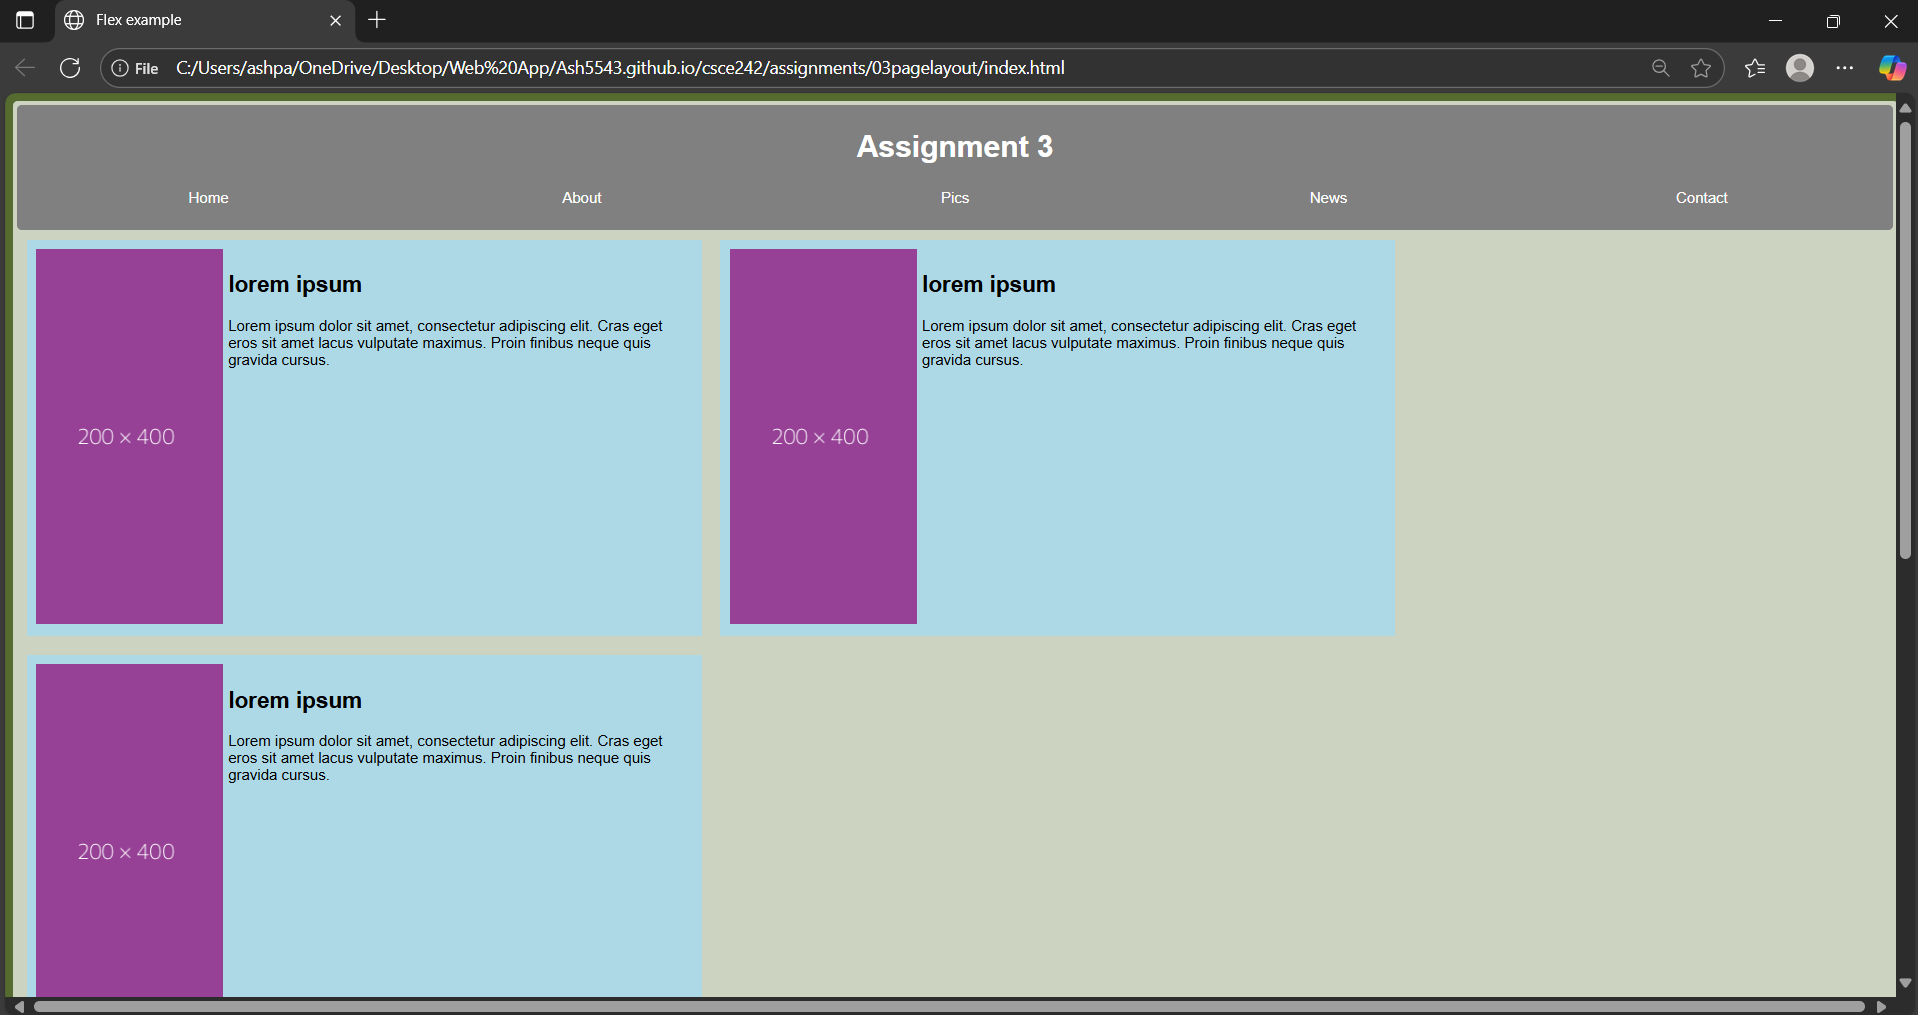 Flex example
File C:/Users/ashpa/OneDrive/Desktop/Web%20App/Ash5543.github.io/csce242/assignments/03pagelayout/index.html
Assignment 3
Home About Pics News Contact
200 × 400
lorem ipsum
Lorem ipsum dolor sit amet, consectetur adipiscing elit. Cras eget
eros sit amet lacus vulputate maximus. Proin finibus neque quis
gravida cursus.
200 × 400
lorem ipsum
Lorem ipsum dolor sit amet, consectetur adipiscing elit. Cras eget
eros sit amet lacus vulputate maximus. Proin finibus neque quis
gravida cursus.
200 × 400
lorem ipsum
Lorem ipsum dolor sit amet, consectetur adipiscing elit. Cras eget
eros sit amet lacus vulputate maximus. Proin finibus neque quis
gravida cursus.